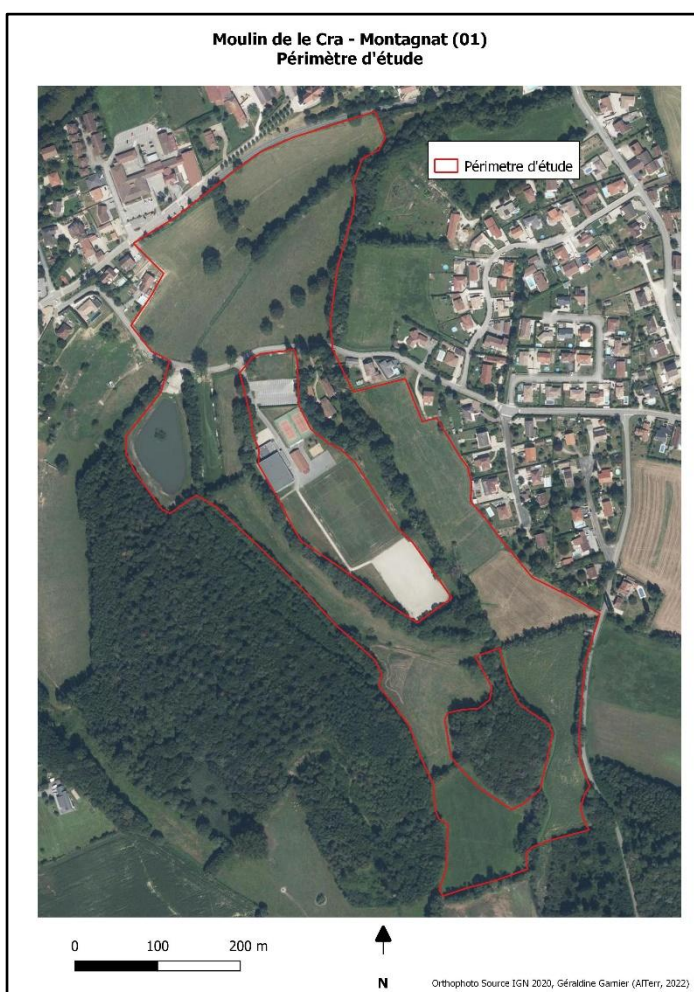 Moulin de le Cra - Montagnat (01)
Périmètre d'étude
Périmetre d'étude
0 100 200 m
N
Orthophoto Source IGN 2020, Géraldine Garnier (AlTerr, 2022)